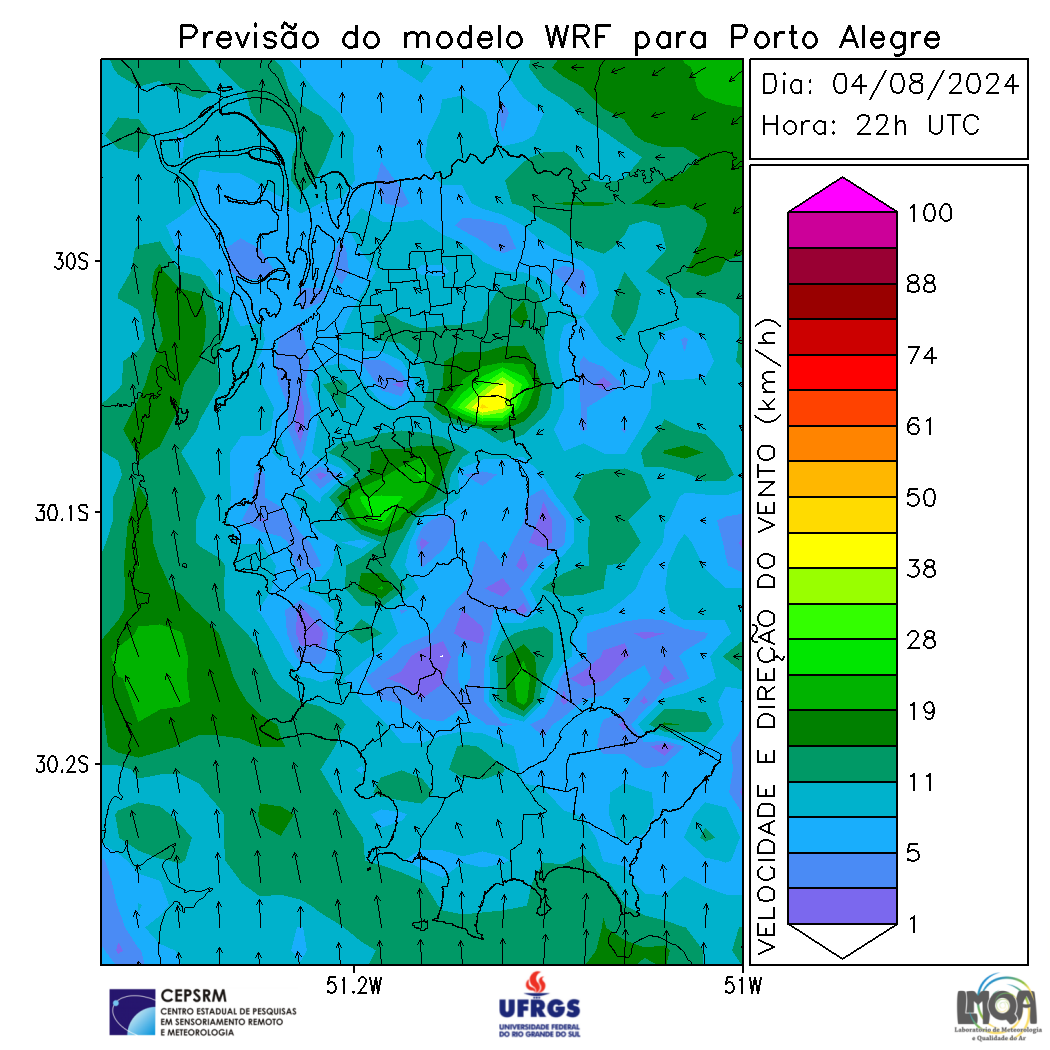 Previsão do modelo WRF para Porto Alegre
Dia: 04/08/2024
Hora: 22h UTC
30S
30.1S
30.2S
51.2W
51W
VELOCIDADE E DIREÇÃO DO VENTO (km/h)
100
88
74
61
50
38
28
19
11
5
1
CEPSRM
CENTRO ESTADUAL DE PESQUISAS
EM SENSORIAMENTO REMOTO
E METEOROLOGIA
UFRGS
UNIVERSIDADE FEDERAL
DO RIO GRANDE DO SUL
LMQA
Laboratório de Meteorologia
e Qualidade do Ar